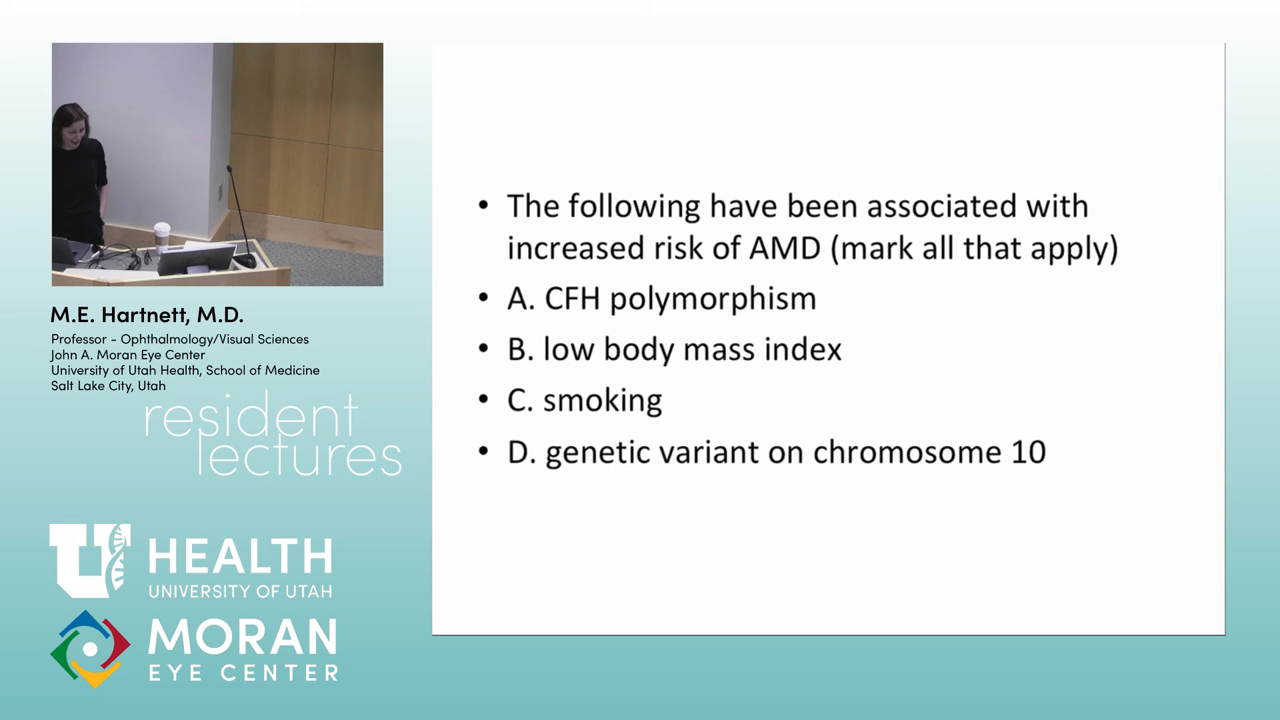 M.E. Hartnett, M.D.
Professor - Ophthalmology/Visual Sciences
John A. Moran Eye Center
University of Utah Health, School of Medicine
Salt Lake City, Utah
resident
lectures
U HEALTH
UNIVERSITY OF UTAH
MORAN
EYE CENTER
• The following have been associated with
increased risk of AMD (mark all that apply)
• A. CFH polymorphism
• B. low body mass index
• C. smoking
• D. genetic variant on chromosome 10